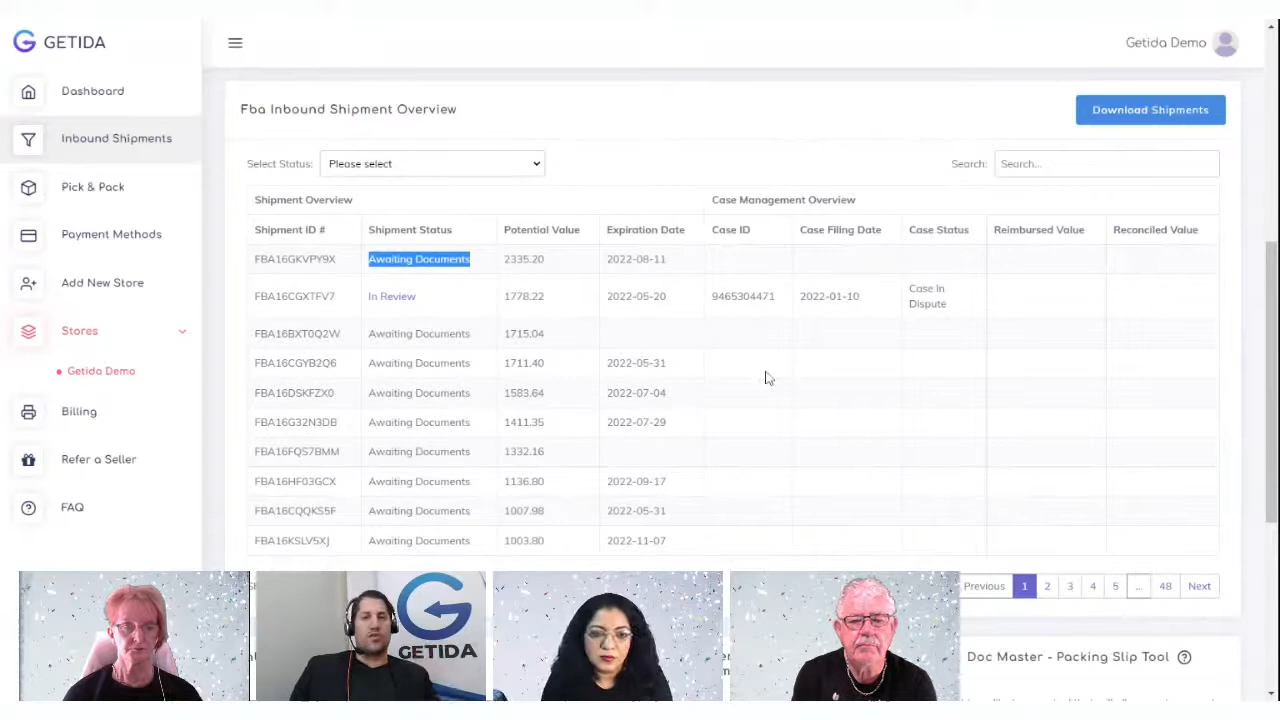 GETIDA
Getida Demo
Dashboard
Inbound Shipments
Pick & Pack
Payment Methods
Add New Store
Stores
Getida Demo
Billing
Refer a Seller
FAQ
Fba Inbound Shipment Overview
Download Shipments
Select Status: Please select
Search: Search...
Shipment Overview Case Management Overview
Shipment ID # Shipment Status Potential Value Expiration Date Case ID Case Filing Date Case Status Reimbursed Value Reconciled Value
FBA16GKVPY9X Awaiting Documents 2335.20 2022-08-11
FBA16CGXTFV7 In Review 1778.22 2022-05-20 9465304471 2022-01-10 Case In
Dispute
FBA16BXT0Q2W Awaiting Documents 1715.04
FBA16CGYB2Q6 Awaiting Documents 1711.40 2022-05-31
FBA16DSKFZX0 Awaiting Documents 1583.64 2022-07-04
FBA16G32N3DB Awaiting Documents 1411.35 2022-07-29
FBA16FQS7BMM Awaiting Documents 1332.16
FBA16HF03GCX Awaiting Documents 1136.80 2022-09-17
FBA16CQQKS5F Awaiting Documents 1007.98 2022-05-31
FBA16KSLV5XJ Awaiting Documents 1003.80 2022-11-07
Previous 1 2 3 4 5 ... 48 Next
GETIDA
Doc Master - Packing Slip Tool